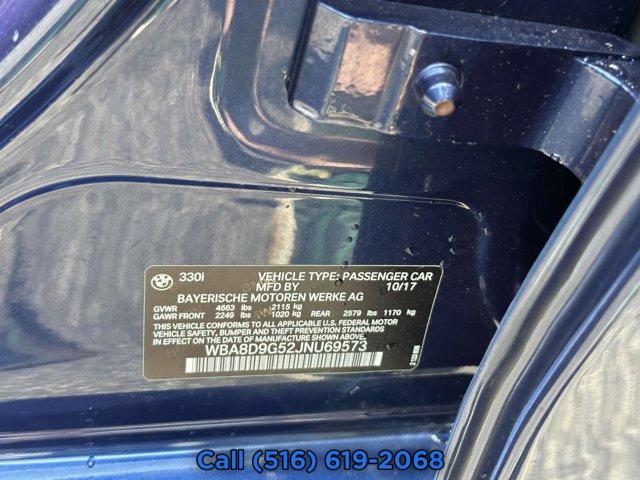 330i VEHICLE TYPE: PASSENGER CAR
MFD BY 10/17
BAYERISCHE MOTOREN WERKE AG
GVWR 4663 lbs 2115 kg
GAWR FRONT 2249 lbs 1020 kg REAR 2579 lbs 1170 kg
THIS VEHICLE CONFORMS TO ALL APPLICABLE U.S. FEDERAL MOTOR
VEHICLE SAFETY, BUMPER AND THEFT PREVENTION STANDARDS
IN EFFECT ON THE DATE OF MANUFACTURE SHOWN ABOVE.
WBA8D9G52JNU69573
Call (516) 619-2068